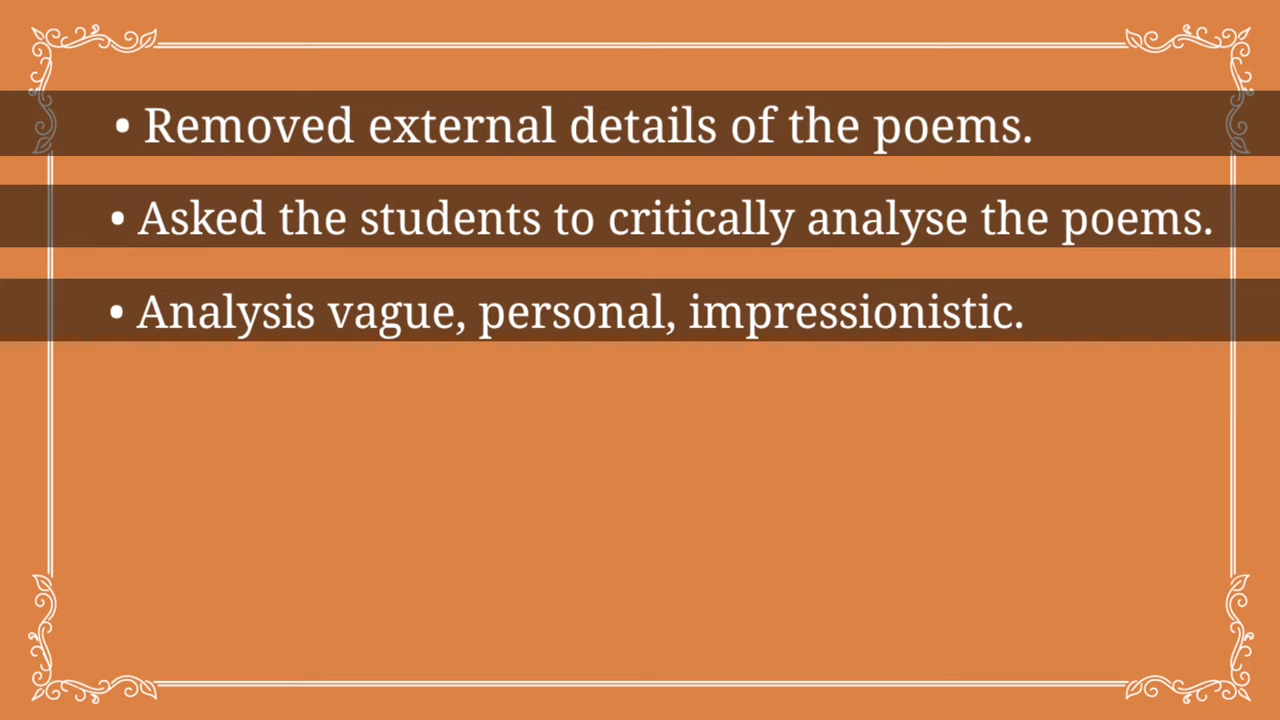 • Removed external details of the poems.
• Asked the students to critically analyse the poems.
• Analysis vague, personal, impressionistic.